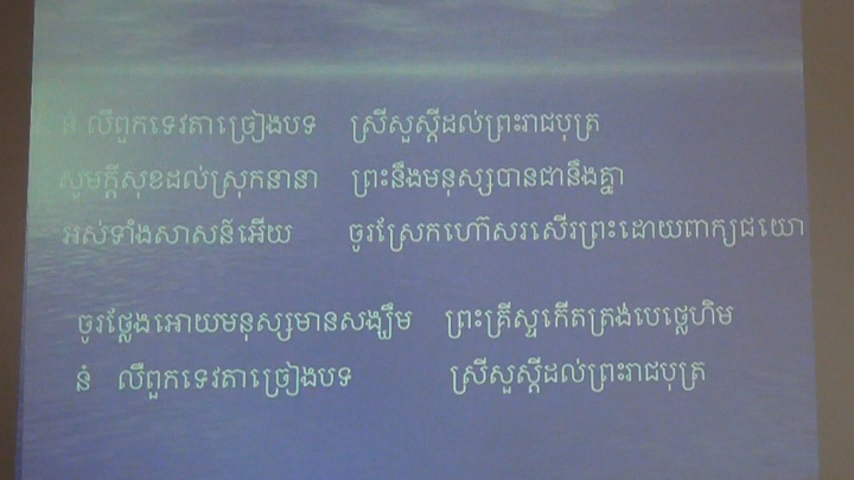 ន៎ លឺពួកទេវតាច្រៀងបទ ស្រីសួស្ដីដល់ព្រះរាជបុត្រ
សូមក្ដីសុខដល់ស្រុកនានា ព្រះនឹងមនុស្សបានជានឹងគ្នា
អស់ទាំងសាសន៍អើយ ចូរស្រែកហ៊ោសរសើរព្រះដោយពាក្យជយោ
ចូរថ្លែងអោយមនុស្សមានសង្ឃឹម ព្រះគ្រីស្ទកើតត្រង់បេថ្លេហិម
ន៎ លឺពួកទេវតាច្រៀងបទ ស្រីសួស្ដីដល់ព្រះរាជបុត្រ